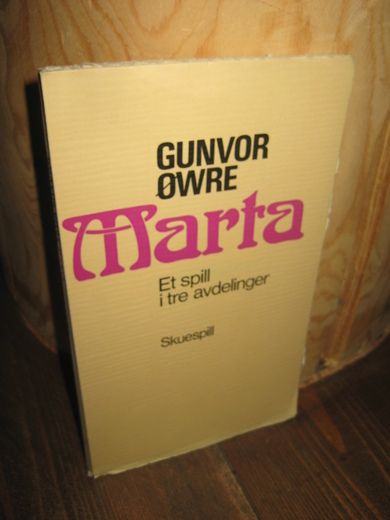 GUNVOR
ØWRE
Marta
Et spill
i tre avdelinger
Skuespill